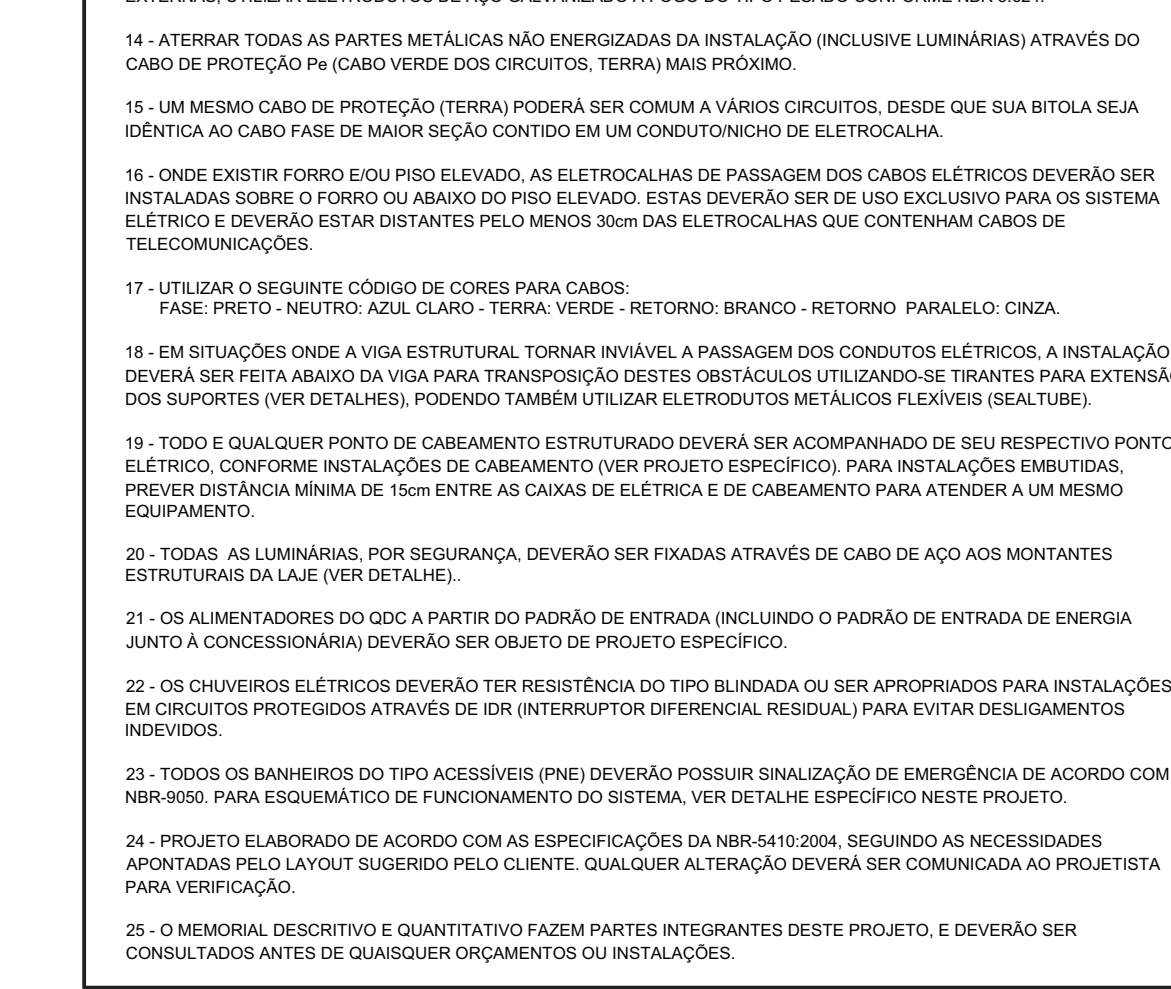 14 - ATERRAR TODAS AS PARTES METÁLICAS NÃO ENERGIZADAS DA INSTALAÇÃO (INCLUSIVE LUMINÁRIAS) ATRAVÉS DO
CABO DE PROTEÇÃO Pe (CABO VERDE DOS CIRCUITOS, TERRA) MAIS PRÓXIMO.
15 - UM MESMO CABO DE PROTEÇÃO (TERRA) PODERÁ SER COMUM A VÁRIOS CIRCUITOS, DESDE QUE SUA BITOLA SEJA
IDÊNTICA AO CABO FASE DE MAIOR SEÇÃO CONTIDO EM UM CONDUTO/NICHO DE ELETROCALHA.
16 - ONDE EXISTIR FORRO E/OU PISO ELEVADO, AS ELETROCALHAS DE PASSAGEM DOS CABOS ELÉTRICOS DEVERÃO SER
INSTALADAS SOBRE O FORRO OU ABAIXO DO PISO ELEVADO. ESTAS DEVERÃO SER DE USO EXCLUSIVO PARA OS SISTEMA
ELÉTRICO E DEVERÃO ESTAR DISTANTES PELO MENOS 30cm DAS ELETROCALHAS QUE CONTENHAM CABOS DE
TELECOMUNICAÇÕES.
17 - UTILIZAR O SEGUINTE CÓDIGO DE CORES PARA CABOS:
FASE: PRETO - NEUTRO: AZUL CLARO - TERRA: VERDE - RETORNO: BRANCO - RETORNO PARALELO: CINZA.
18 - EM SITUAÇÕES ONDE A VIGA ESTRUTURAL TORNAR INVIÁVEL A PASSAGEM DOS CONDUTOS ELÉTRICOS, A INSTALAÇÃO
DEVERÁ SER FEITA ABAIXO DA VIGA PARA TRANSPOSIÇÃO DESTES OBSTÁCULOS UTILIZANDO-SE TIRANTES PARA EXTENSÃO
DOS SUPORTES (VER DETALHES), PODENDO TAMBÉM UTILIZAR ELETRODUTOS METÁLICOS FLEXÍVEIS (SEALTUBE).
19 - TODO E QUALQUER PONTO DE CABEAMENTO ESTRUTURADO DEVERÁ SER ACOMPANHADO DE SEU RESPECTIVO PONTO
ELÉTRICO, CONFORME INSTALAÇÕES DE CABEAMENTO (VER PROJETO ESPECÍFICO). PARA INSTALAÇÕES EMBUTIDAS,
PREVER DISTÂNCIA MÍNIMA DE 15cm ENTRE AS CAIXAS DE ELÉTRICA E DE CABEAMENTO PARA ATENDER A UM MESMO
EQUIPAMENTO.
20 - TODAS AS LUMINÁRIAS, POR SEGURANÇA, DEVERÃO SER FIXADAS ATRAVÉS DE CABO DE AÇO AOS MONTANTES
ESTRUTURAIS DA LAJE (VER DETALHE)..
21 - OS ALIMENTADORES DO QDC A PARTIR DO PADRÃO DE ENTRADA (INCLUINDO O PADRÃO DE ENTRADA DE ENERGIA
JUNTO À CONCESSIONÁRIA) DEVERÃO SER OBJETO DE PROJETO ESPECÍFICO.
22 - OS CHUVEIROS ELÉTRICOS DEVERÃO TER RESISTÊNCIA DO TIPO BLINDADA OU SER APROPRIADOS PARA INSTALAÇÕES
EM CIRCUITOS PROTEGIDOS ATRAVÉS DE IDR (INTERRUPTOR DIFERENCIAL RESIDUAL) PARA EVITAR DESLIGAMENTOS
INDEVIDOS.
23 - TODOS OS BANHEIROS DO TIPO ACESSÍVEIS (PNE) DEVERÃO POSSUIR SINALIZAÇÃO DE EMERGÊNCIA DE ACORDO COM
NBR-9050. PARA ESQUEMÁTICO DE FUNCIONAMENTO DO SISTEMA, VER DETALHE ESPECÍFICO NESTE PROJETO.
24 - PROJETO ELABORADO DE ACORDO COM AS ESPECIFICAÇÕES DA NBR-5410:2004, SEGUINDO AS NECESSIDADES
APONTADAS PELO LAYOUT SUGERIDO PELO CLIENTE. QUALQUER ALTERAÇÃO DEVERÁ SER COMUNICADA AO PROJETISTA
PARA VERIFICAÇÃO.
25 - O MEMORIAL DESCRITIVO E QUANTITATIVO FAZEM PARTES INTEGRANTES DESTE PROJETO, E DEVERÃO SER
CONSULTADOS ANTES DE QUAISQUER ORÇAMENTOS OU INSTALAÇÕES.